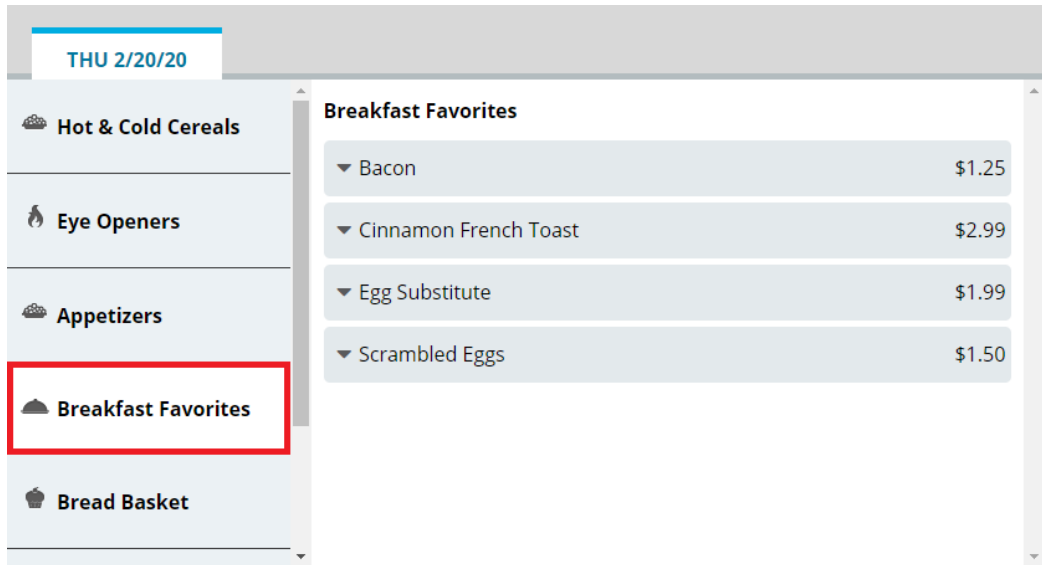 THU 2/20/20
Hot & Cold Cereals
Eye Openers
Appetizers
Breakfast Favorites
Bread Basket
Breakfast Favorites
Bacon $1.25
Cinnamon French Toast $2.99
Egg Substitute $1.99
Scrambled Eggs $1.50